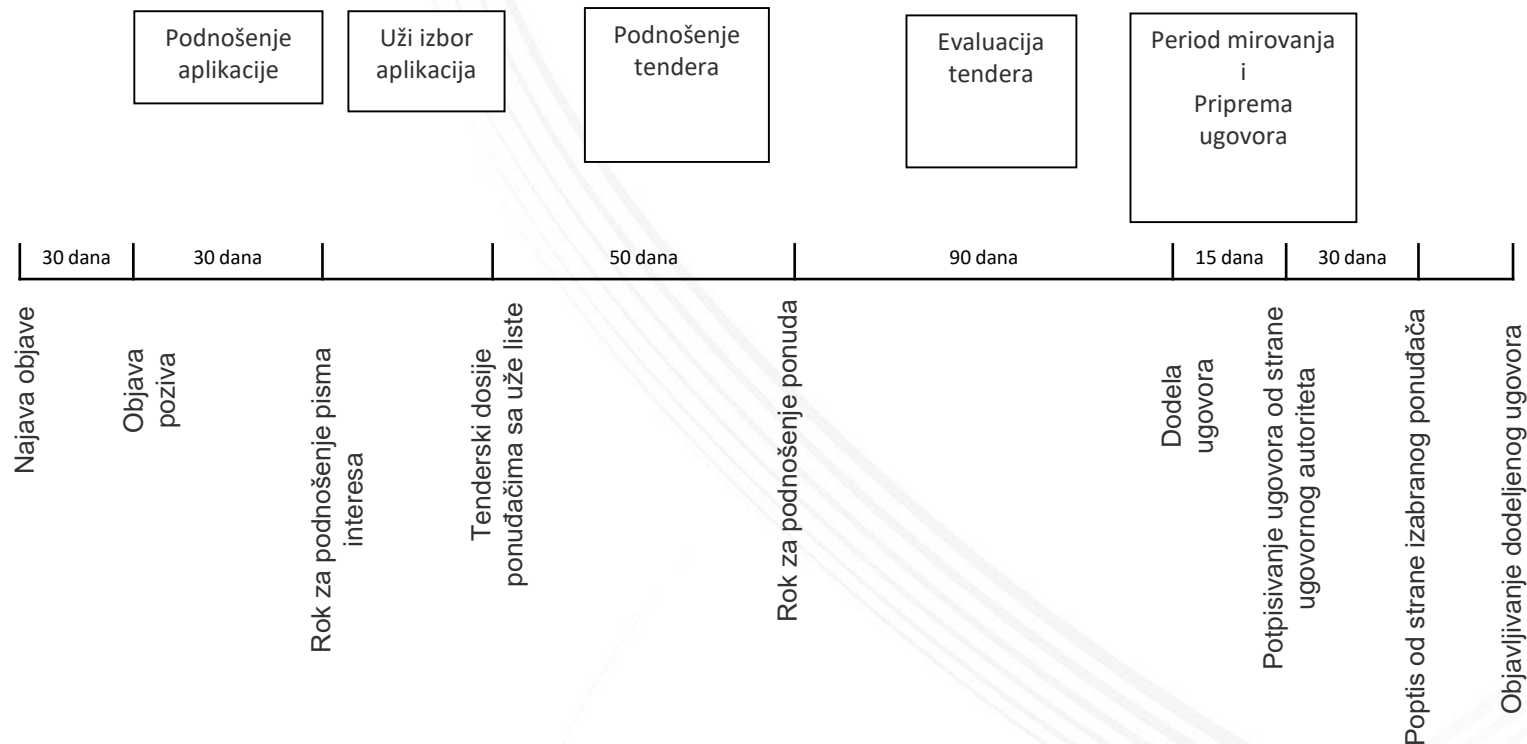 Podnošenje
aplikacije
Uži izbor
aplikacija
Podnošenje
tendera
Evaluacija
tendera
Period mirovanja
i
Priprema
ugovora
30 dana
30 dana
50 dana
90 dana
15 dana
30 dana
Najava objave
Objava
poziva
Rok za podnošenje pisma
interesa
Tenderski dosije
ponuđačima sa uže liste
Rok za podnošenje ponuda
Dodela
ugovora
Potpisivanje ugovora od strane
ugovornog autoriteta
Poptis od strane izabranog ponuđača
Objavljivanje dodeljenog ugovora